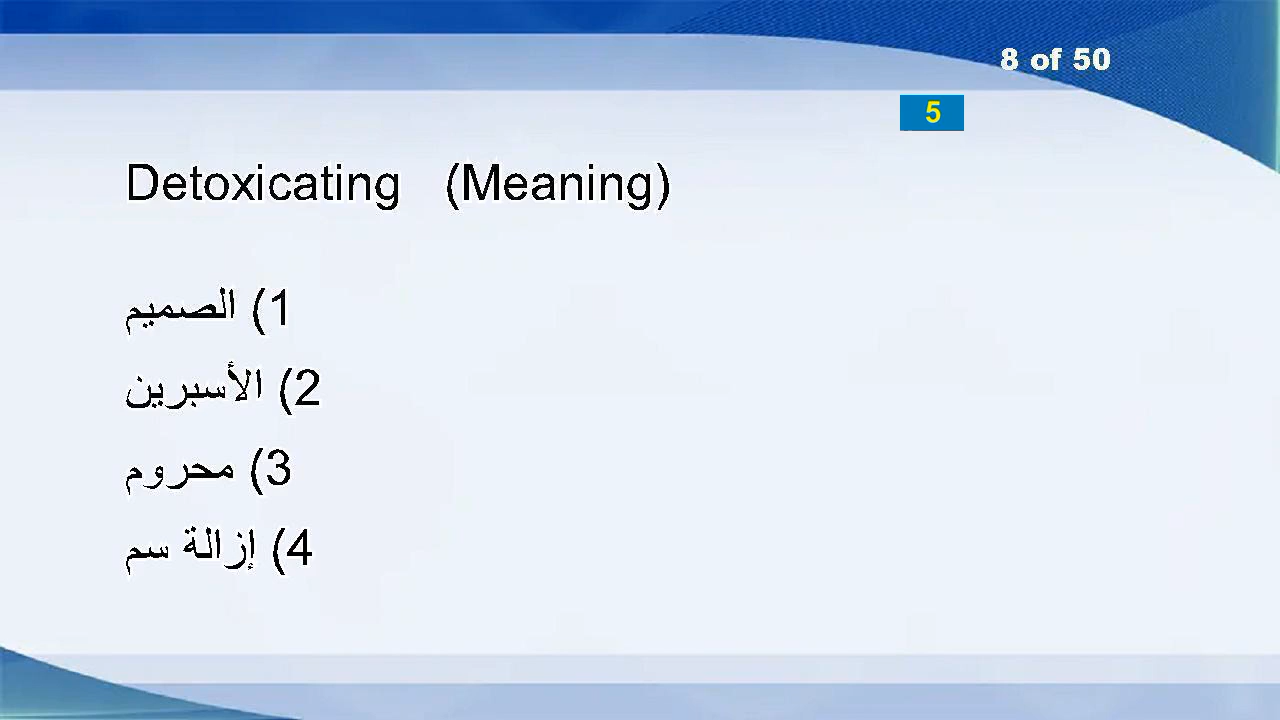 8 of 50
5
Detoxicating (Meaning)
1) الصميم
2) الأسبرين
3) محروم
4) إزالة سم